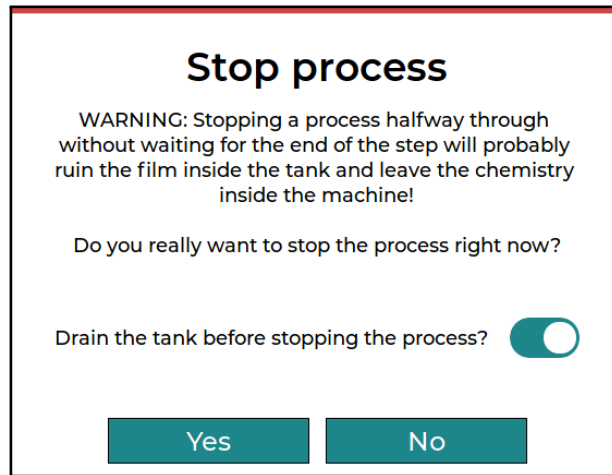 Stop process
WARNING: Stopping a process halfway through
without waiting for the end of the step will probably
ruin the film inside the tank and leave the chemistry
inside the machine!
Do you really want to stop the process right now?
Drain the tank before stopping the process?
Yes
No